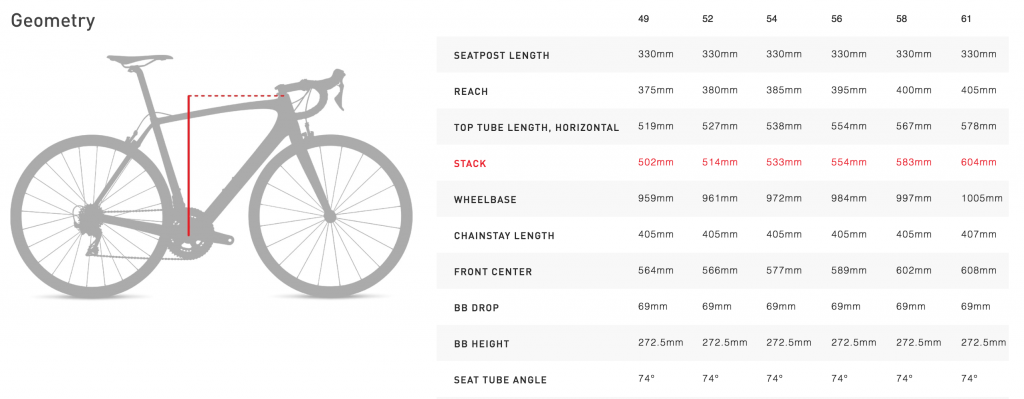 Geometry
49 52 54 56 58 61
SEATPOST LENGTH 330mm 330mm 330mm 330mm 330mm 330mm
REACH 375mm 380mm 385mm 395mm 400mm 405mm
TOP TUBE LENGTH, HORIZONTAL 519mm 527mm 538mm 554mm 567mm 578mm
STACK 502mm 514mm 533mm 554mm 583mm 604mm
WHEELBASE 959mm 961mm 972mm 984mm 997mm 1005mm
CHAINSTAY LENGTH 405mm 405mm 405mm 405mm 405mm 407mm
FRONT CENTER 564mm 566mm 577mm 589mm 602mm 608mm
BB DROP 69mm 69mm 69mm 69mm 69mm 69mm
BB HEIGHT 272.5mm 272.5mm 272.5mm 272.5mm 272.5mm 272.5mm
SEAT TUBE ANGLE 74° 74° 74° 74° 74° 74°